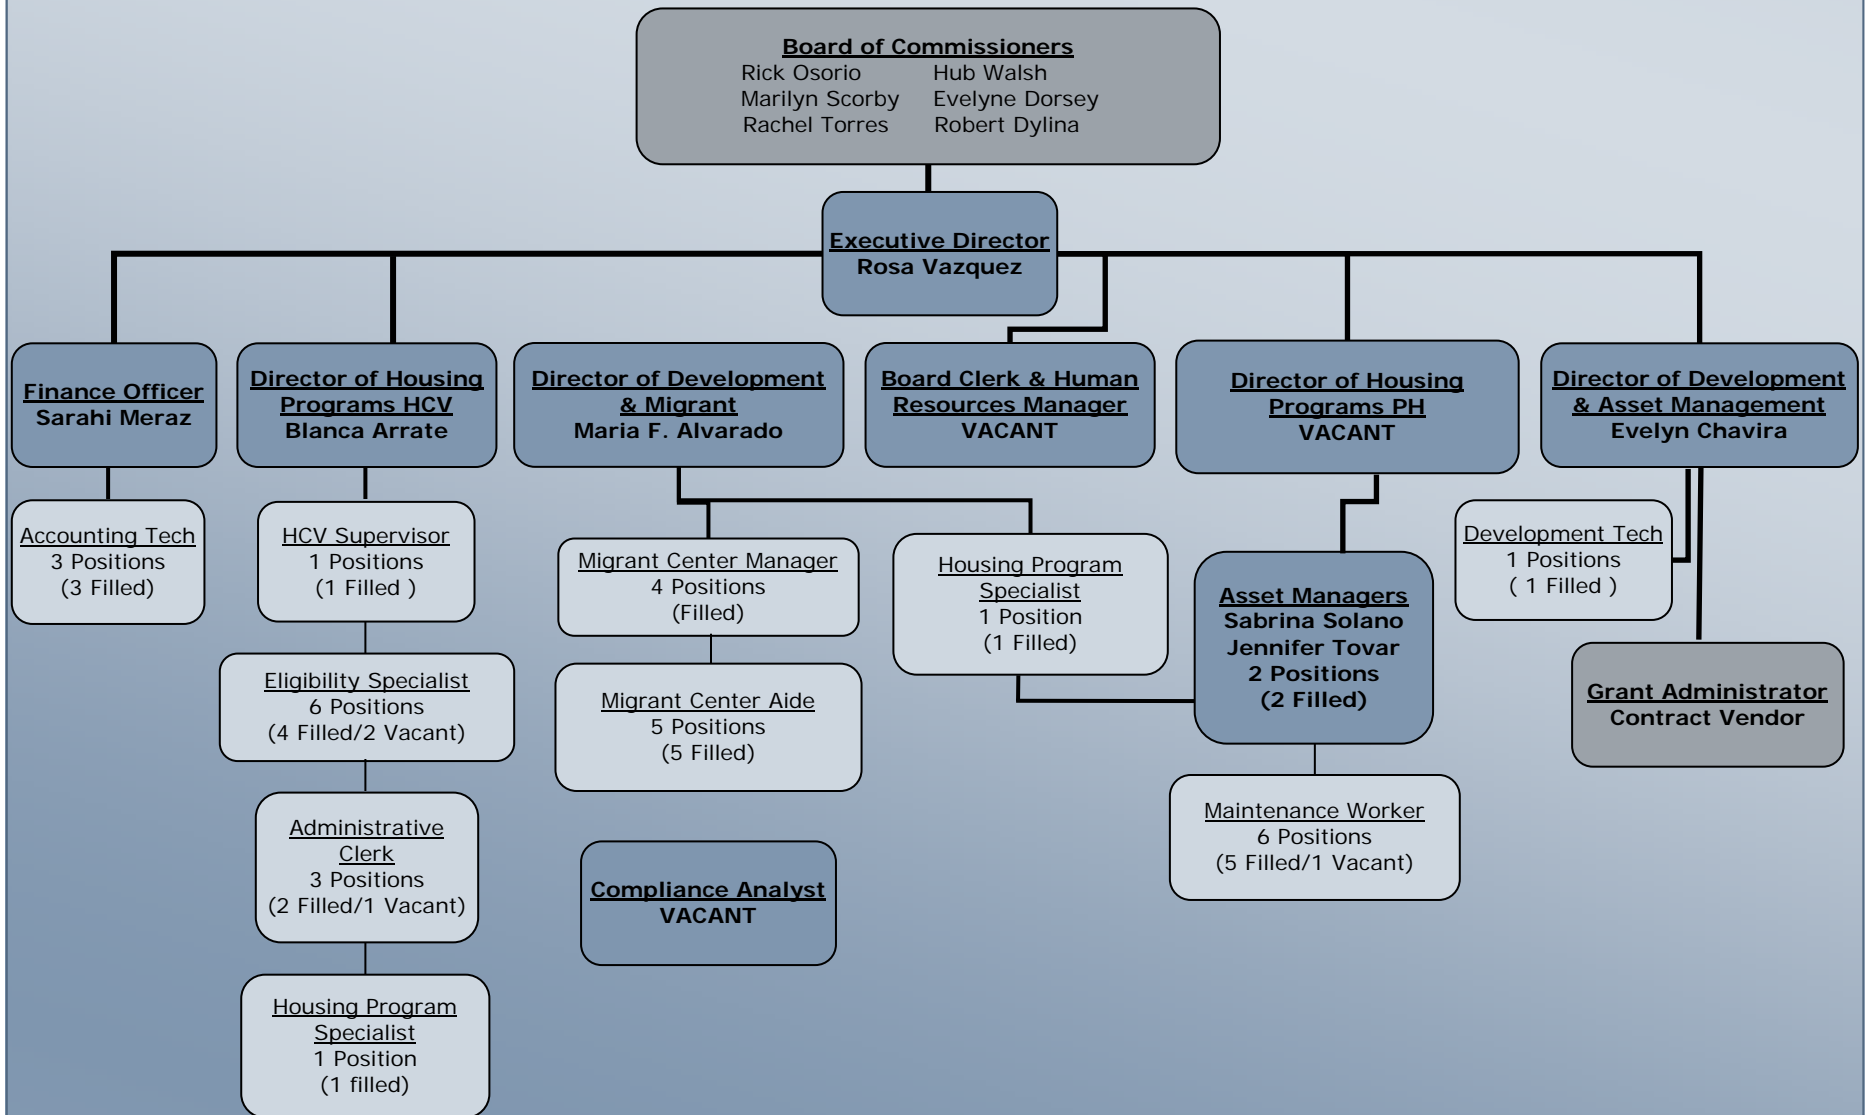 Board of Commissioners
Rick Osorio Hub Walsh
Marilyn Scorby Evelyne Dorsey
Rachel Torres Robert Dylina
Executive Director
Rosa Vazquez
Finance Officer
Sarahi Meraz
Director of Housing
Programs HCV
Blanca Arrate
Director of Development
& Migrant
Maria F. Alvarado
Board Clerk & Human
Resources Manager
VACANT
Director of Housing
Programs PH
VACANT
Director of Development
& Asset Management
Evelyn Chavira
Accounting Tech
3 Positions
(3 Filled)
HCV Supervisor
1 Positions
(1 Filled )
Migrant Center Manager
4 Positions
(Filled)
Housing Program
Specialist
1 Position
(1 Filled)
Asset Managers
Sabrina Solano
Jennifer Tovar
2 Positions
(2 Filled)
Development Tech
1 Positions
( 1 Filled )
Eligibility Specialist
6 Positions
(4 Filled/2 Vacant)
Migrant Center Aide
5 Positions
(5 Filled)
Grant Administrator
Contract Vendor
Administrative
Clerk
3 Positions
(2 Filled/1 Vacant)
Compliance Analyst
VACANT
Maintenance Worker
6 Positions
(5 Filled/1 Vacant)
Housing Program
Specialist
1 Position
(1 filled)